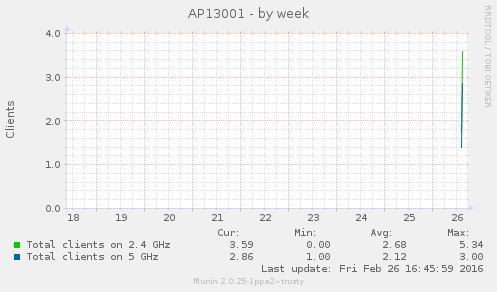 AP13001 - by week
RRDTOOL / TOBI OETIKER
Clients
4.0
3.0
2.0
1.0
0.0
18 19 20 21 22 23 24 25 26
Cur: Min: Avg: Max:
Total clients on 2.4 GHz 3.59 0.00 2.68 5.34
Total clients on 5 GHz 2.86 1.00 2.12 3.00
Last update: Fri Feb 26 16:45:59 2016
Munin 2.0.25-1ppa2~trusty